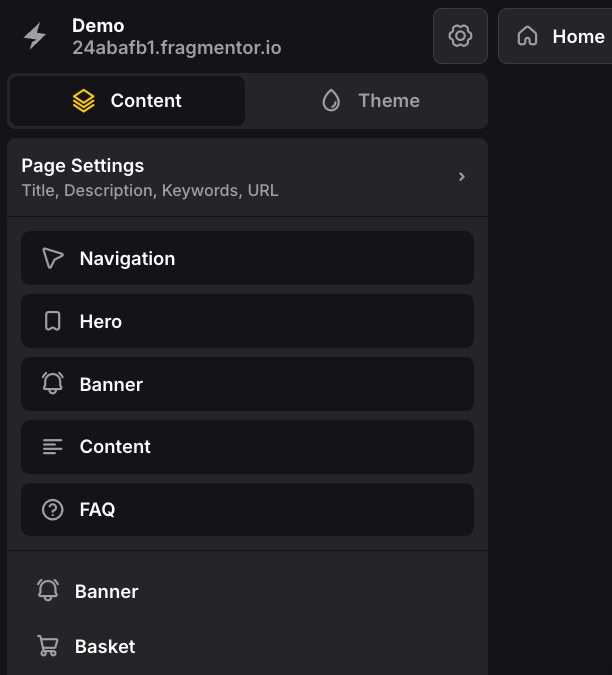 Demo
24abafb1.fragmentor.io
Home
Content
Theme
Page Settings
Title, Description, Keywords, URL
Navigation
Hero
Banner
Content
FAQ
Banner
Basket